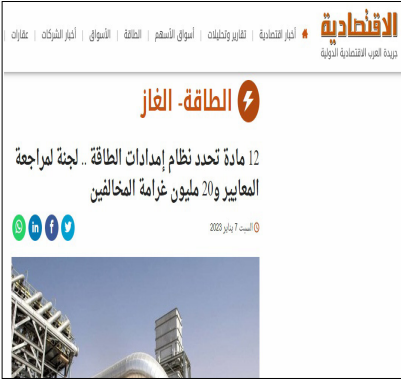 الاقتصادية
جريدة العرب الاقتصادية الدولية
أخبار اقتصادية | تقارير وتحليلات | أسواق الأسهم | الطاقة | الأسواق | أخبار الشركات | عقارات
الطاقة- الغاز
12 مادة تحدد نظام إمدادات الطاقة .. لجنة لمراجعة
المعايير و20 مليون غرامة المخالفين
السبت 7 يناير 2023